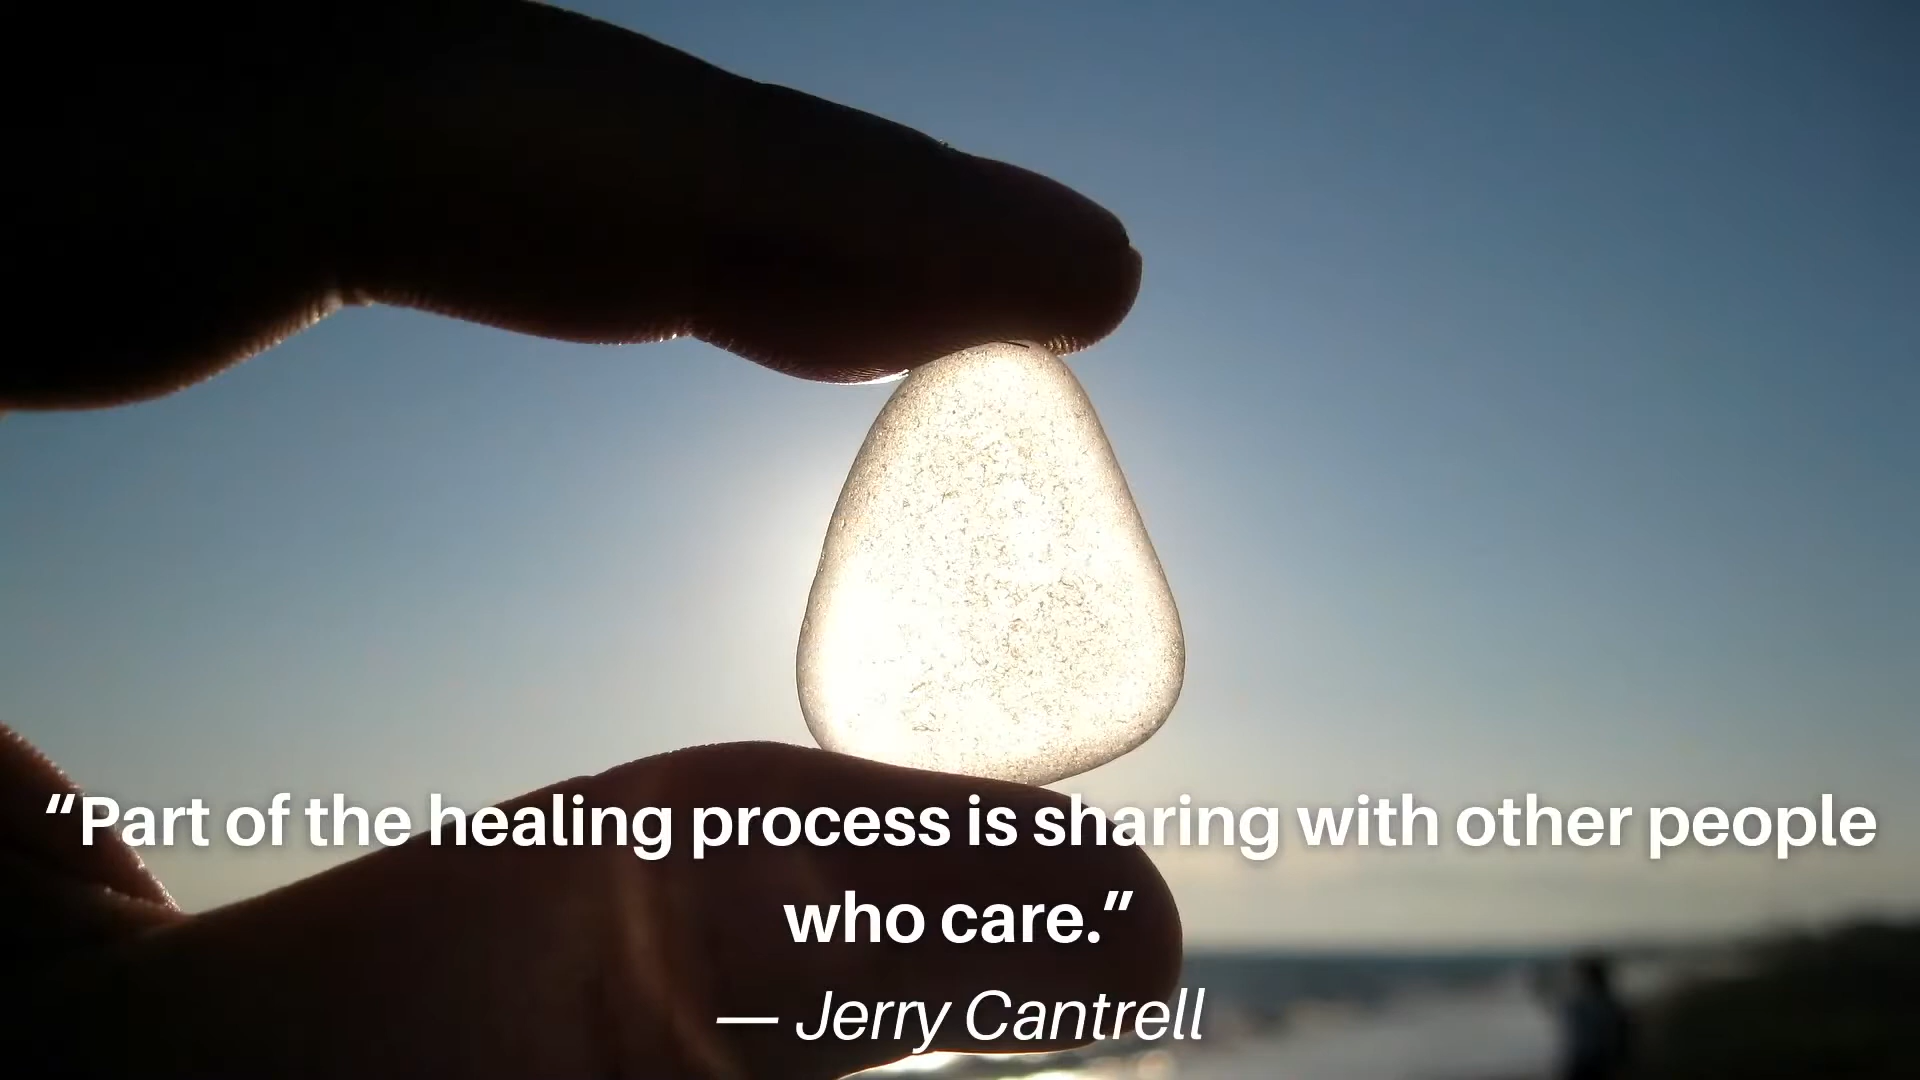 “Part of the healing process is sharing with other people
who care.”
— Jerry Cantrell